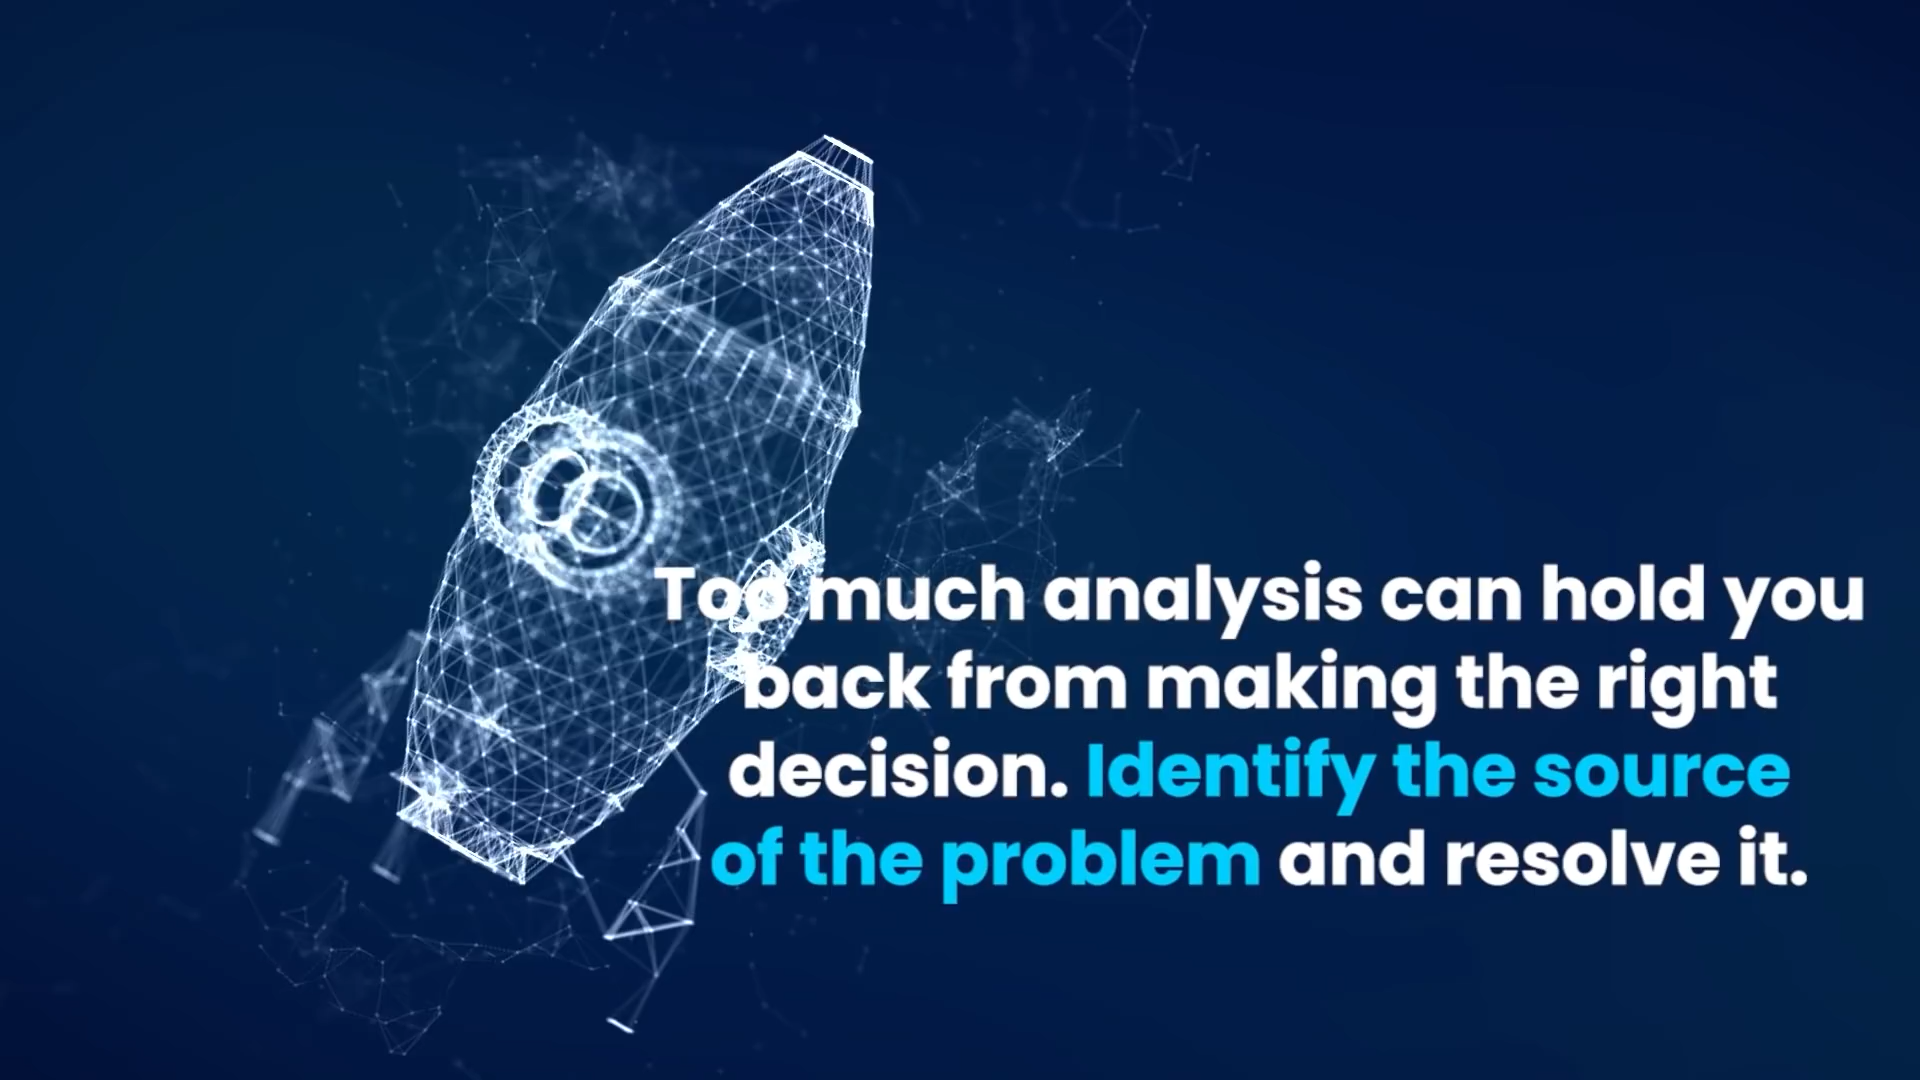 Too much analysis can hold you
back from making the right
decision. Identify the source
of the problem and resolve it.